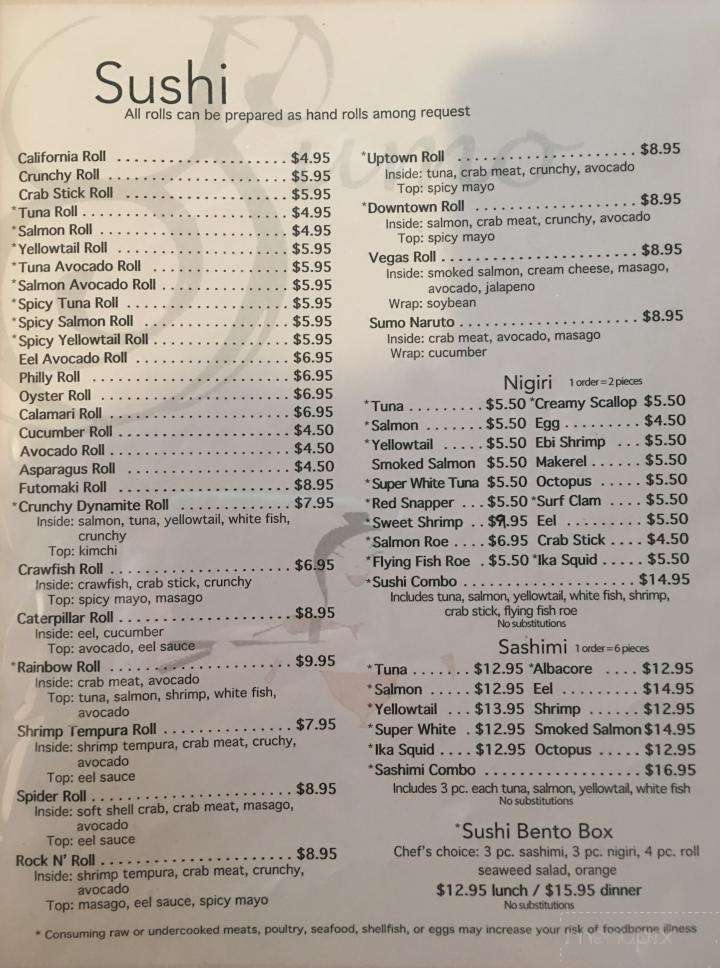 Sushi
All rolls can be prepared as hand rolls among request
California Roll .................... $4.95
Crunchy Roll .................... $5.95
Crab Stick Roll .................... $5.95
*Tuna Roll .................... $4.95
*Salmon Roll .................... $4.95
*Yellowtail Roll .................... $5.95
*Tuna Avocado Roll .................... $5.95
*Salmon Avocado Roll .................... $5.95
*Spicy Tuna Roll .................... $5.95
*Spicy Salmon Roll .................... $5.95
*Spicy Yellowtail Roll .................... $5.95
Eel Avocado Roll .................... $6.95
Philly Roll .................... $6.95
Oyster Roll .................... $6.95
Calamari Roll .................... $6.95
Cucumber Roll .................... $4.50
Avocado Roll .................... $4.50
Asparagus Roll .................... $4.50
Futomaki Roll .................... $8.95
*Crunchy Dynamite Roll .................... $7.95
Inside: salmon, tuna, yellowtail, white fish,
crunchy
Top: kimchi
Crawfish Roll .................... $6.95
Inside: crawfish, crab stick, crunchy
Top: spicy mayo, masago
Caterpillar Roll .................... $8.95
Inside: eel, cucumber
Top: avocado, eel sauce
*Rainbow Roll .................... $9.95
Inside: crab meat, avocado
Top: tuna, salmon, shrimp, white fish,
avocado
Shrimp Tempura Roll .................... $7.95
Inside: shrimp tempura, crab meat, cruchy,
avocado
Top: eel sauce
Spider Roll .................... $8.95
Inside: soft shell crab, crab meat, masago,
avocado
Top: eel sauce
Rock N' Roll .................... $8.95
Inside: shrimp tempura, crab meat, crunchy,
avocado
Top: masago, eel sauce, spicy mayo
*Uptown Roll .................... $8.95
Inside: tuna, crab meat, crunchy, avocado
Top: spicy mayo
*Downtown Roll .................... $8.95
Inside: salmon, crab meat, crunchy, avocado
Top: spicy mayo
Vegas Roll .................... $8.95
Inside: smoked salmon, cream cheese, masago,
avocado, jalapeno
Wrap: soybean
Sumo Naruto .................... $8.95
Inside: crab meat, avocado, masago
Wrap: cucumber
Nigiri 1 order=2 pieces
*Tuna ......... $5.50 *Creamy Scallop $5.50
*Salmon ....... $5.50 Egg ......... $4.50
*Yellowtail ..... $5.50 Ebi Shrimp ... $5.50
Smoked Salmon $5.50 Makerel ...... $5.50
*Super White Tuna $5.50 Octopus ..... $5.50
*Red Snapper ... $5.50 *Surf Clam .... $5.50
*Sweet Shrimp .. $9.95 Eel ......... $5.50
*Salmon Roe .... $6.95 Crab Stick .... $4.50
*Flying Fish Roe . $5.50 *Ika Squid ..... $5.50
*Sushi Combo .................... $14.95
Includes tuna, salmon, yellowtail, white fish, shrimp,
crab stick, flying fish roe
No substitutions
Sashimi 1 order=6 pieces
*Tuna ....... $12.95 *Albacore .... $12.95
*Salmon ..... $12.95 Eel ......... $14.95
*Yellowtail ... $13.95 Shrimp ...... $12.95
*Super White . $12.95 Smoked Salmon $14.95
*Ika Squid .... $12.95 Octopus ..... $12.95
*Sashimi Combo .................... $16.95
Includes 3 pc. each tuna, salmon, yellowtail, white fish
No substitutions
*Sushi Bento Box
Chef's choice: 3 pc. sashimi, 3 pc. nigiri, 4 pc. roll
seaweed salad, orange
$12.95 lunch / $15.95 dinner
No substitutions
* Consuming raw or undercooked meats, poultry, seafood, shellfish, or eggs may increase your risk of foodborne illness